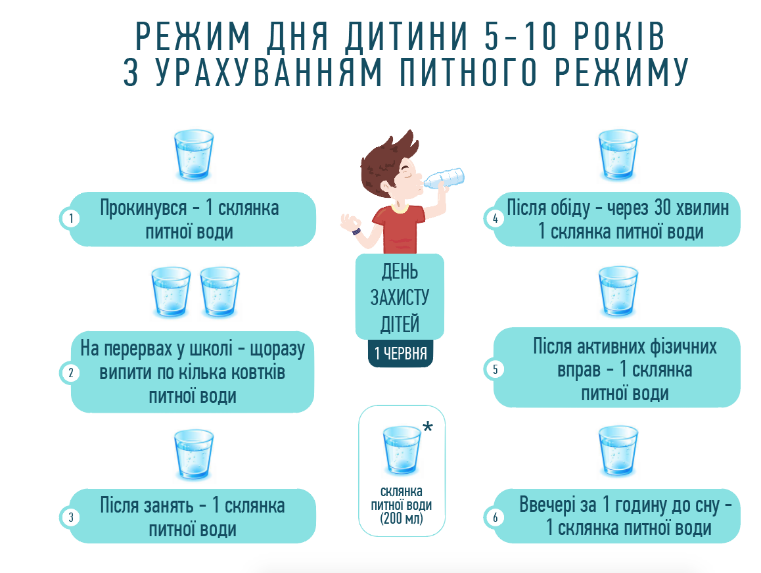 РЕЖИМ ДНЯ ДИТИНИ 5-10 РОКІВ
З УРАХУВАННЯМ ПИТНОГО РЕЖИМУ
1
Прокинувся - 1 склянка
питної води
2
На перервах у школі - щоразу
випити по кілька ковтків
питної води
3
Після занять - 1 склянка
питної води
ДЕНЬ
ЗАХИСТУ
ДІТЕЙ
1 ЧЕРВНЯ
*
склянка
питної води
(200 мл)
4
Після обіду - через 30 хвилин
1 склянка питної води
5
Після активних фізичних
вправ - 1 склянка
питної води
6
Ввечері за 1 годину до сну -
1 склянка питної води